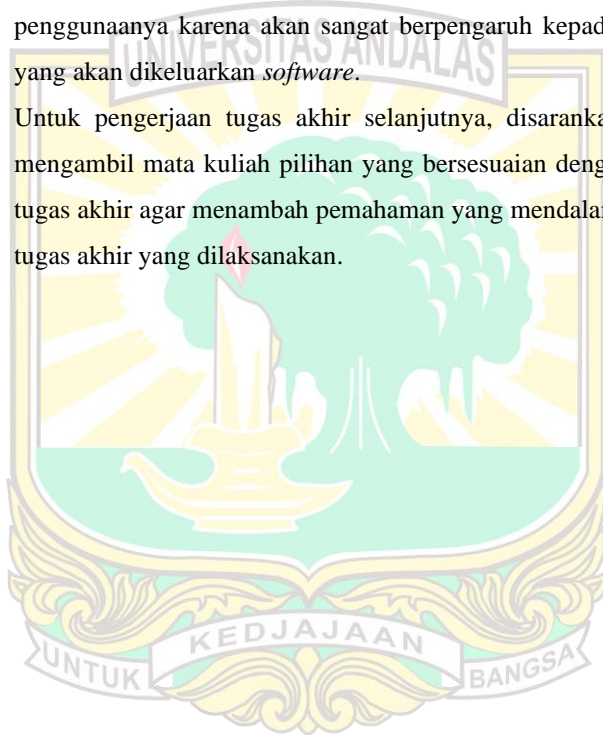 penggunaanya karena akan sangat berpengaruh kepad
UNIVERSITAS ANDALAS
yang akan dikeluarkan software.
Untuk pengerjaan tugas akhir selanjutnya, disaranka
mengambil mata kuliah pilihan yang bersesuaian deng
tugas akhir agar menambah pemahaman yang mendalar
tugas akhir yang dilaksanakan.
UNTUK KEDJAJAAN BANGSA